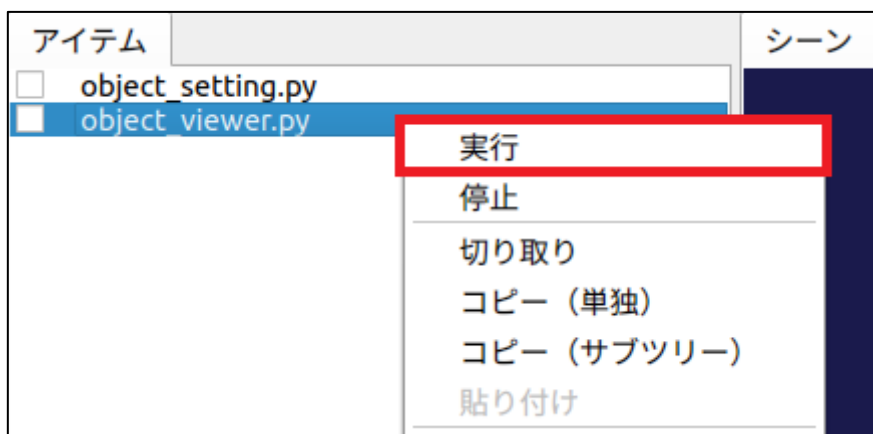 アイテム
シーン
object_setting.py
object_viewer.py
実行
停止
切り取り
コピー（単独）
コピー（サブツリー）
貼り付け